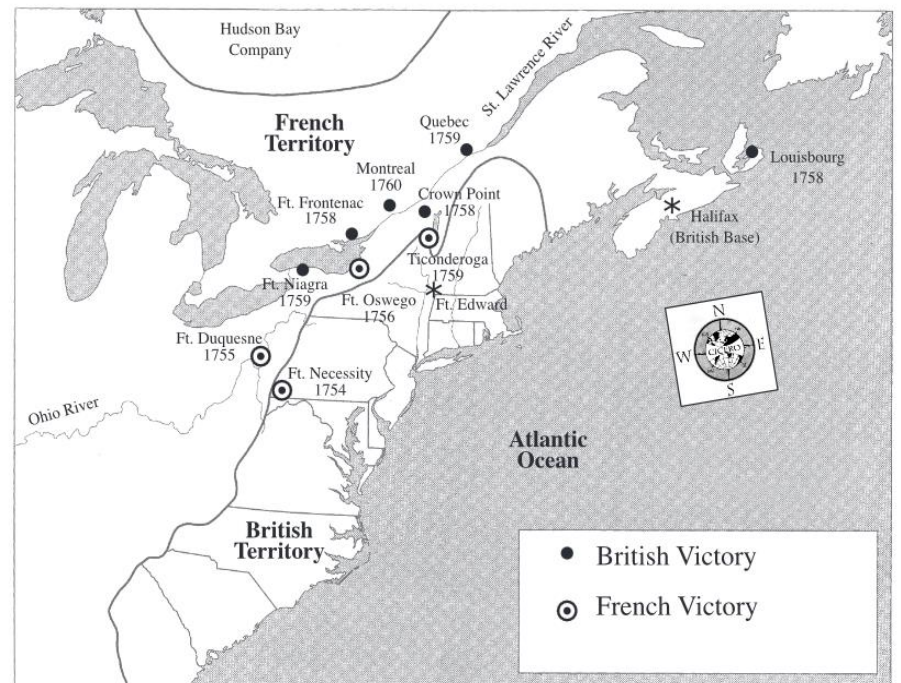 Hudson Bay
Company
St. Lawrence River
French
Territory
Quebec
1759
Montreal
1760
Crown Point
1758
Louisbourg
1758
Ft. Frontenac
1758
Halifax
(British Base)
Ticonderoga
1759
Ft. Niagra
1759
Ft. Oswego
1756
Ft. Edward
Ft. Duquesne
1755
Ft. Necessity
1754
N
W
E
S
CICERO
Ohio River
Atlantic
Ocean
British
Territory
British Victory
French Victory